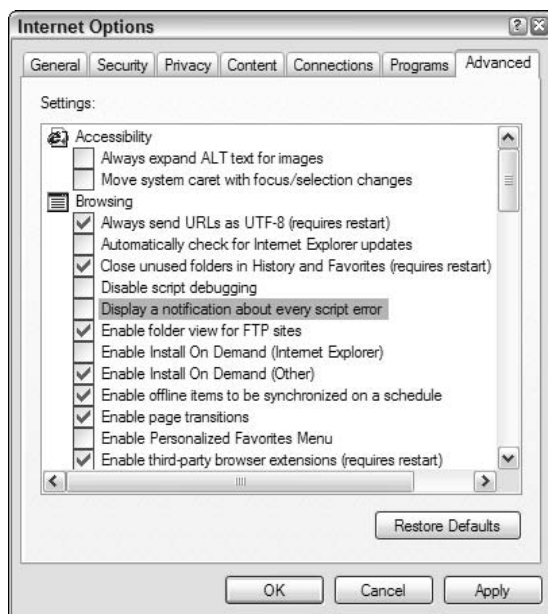 Internet Options
General Security Privacy Content Connections Programs Advanced
Settings:
Accessibility
Always expand ALT text for images
Move system caret with focus/selection changes
Browsing
Always send URLs as UTF-8 (requires restart)
Automatically check for Internet Explorer updates
Close unused folders in History and Favorites (requires restart)
Disable script debugging
Display a notification about every script error
Enable folder view for FTP sites
Enable Install On Demand (Internet Explorer)
Enable Install On Demand (Other)
Enable offline items to be synchronized on a schedule
Enable page transitions
Enable Personalized Favorites Menu
Enable third-party browser extensions (requires restart)
Restore Defaults
OK Cancel Apply